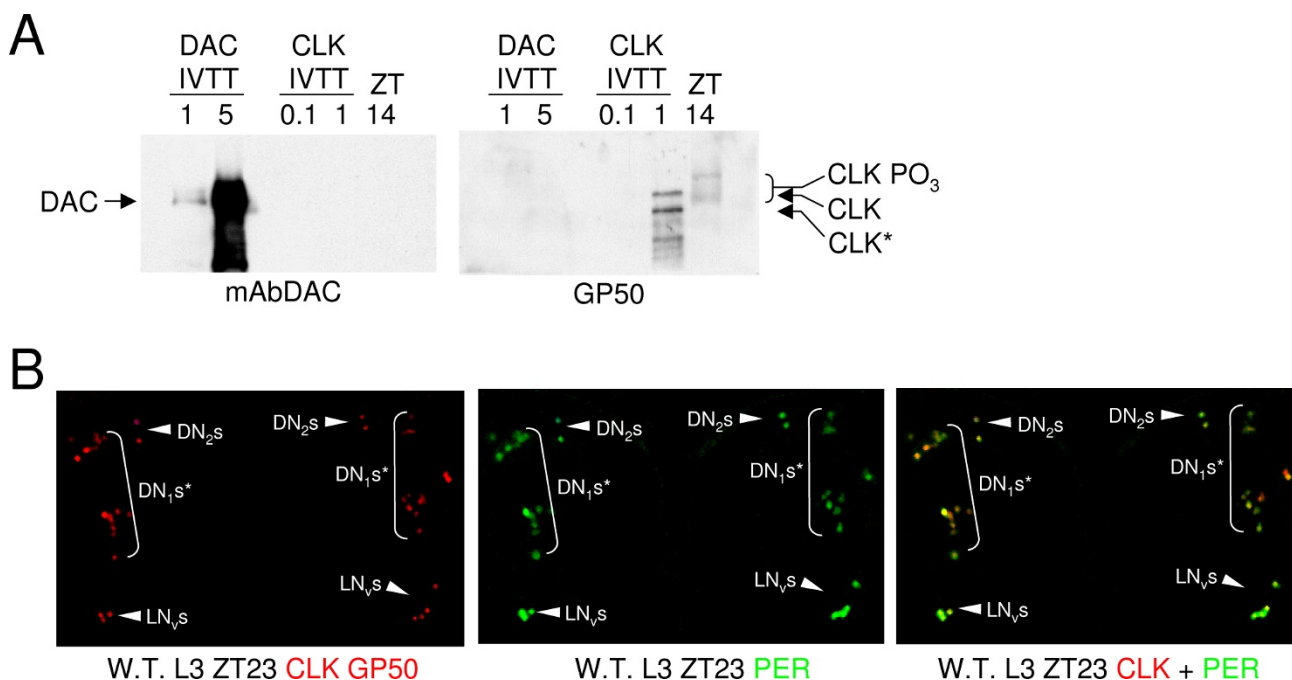 A
DAC CLK DAC CLK
IVTT IVTT ZT IVTT IVTT ZT
1 5 0.1 1 14 1 5 0.1 1 14
DAC
CLK PO₃
CLK
CLK*
mAbDAC GP50
B
DN₂s DN₂s DN₂s DN₂s DN₂s DN₂s
DN₁s* DN₁s* DN₁s* DN₁s* DN₁s* DN₁s*
LNᵥs LNᵥs LNᵥs LNᵥs LNᵥs LNᵥs
W.T. L3 ZT23 CLK GP50 W.T. L3 ZT23 PER W.T. L3 ZT23 CLK + PER